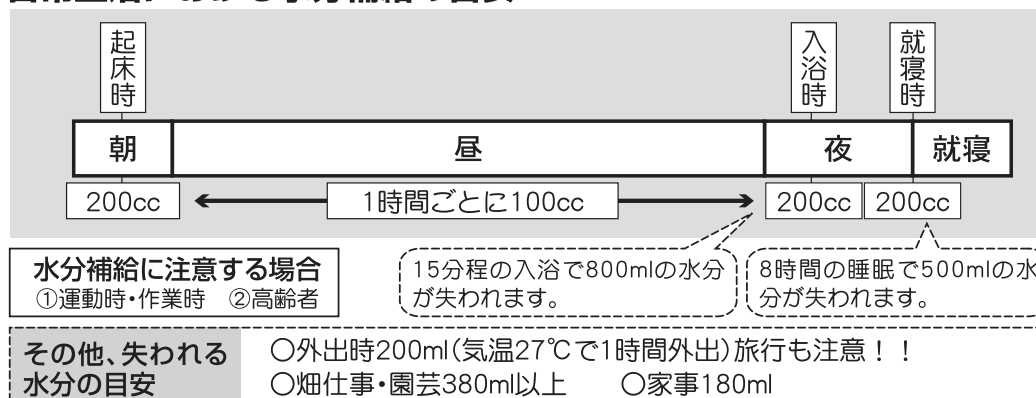 起床時
入浴時
就寝時
朝
昼
夜
就寝
200cc
1時間ごとに100cc
200cc
200cc
水分補給に注意する場合
①運動時・作業時　②高齢者
15分程の入浴で800mlの水分
が失われます。
8時間の睡眠で500mlの水
分が失われます。
その他、失われる
水分の目安
○外出時200ml（気温27℃で1時間外出）旅行も注意！！
○畑仕事・園芸380ml以上　○家事180ml